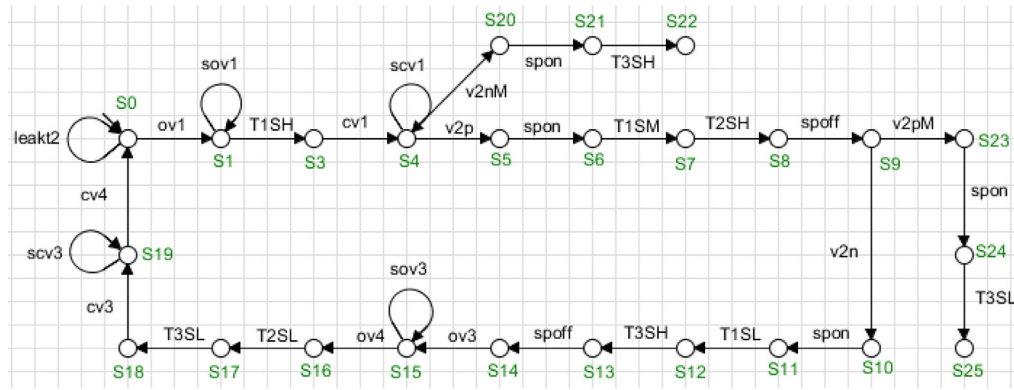 S20 S21 S22
sov1 scv1 spon T3SH
S0 v2nM
leakt2 ov1 T1SH cv1 v2p spon T1SM T2SH spoff v2pM
S1 S3 S4 S5 S6 S7 S8 S9 S23
cv4 spon
scv3 S19 sov3 v2n S24
cv3 T3SL
T3SL T2SL ov4 ov3 spoff T3SH T1SL spon
S18 S17 S16 S15 S14 S13 S12 S11 S10 S25